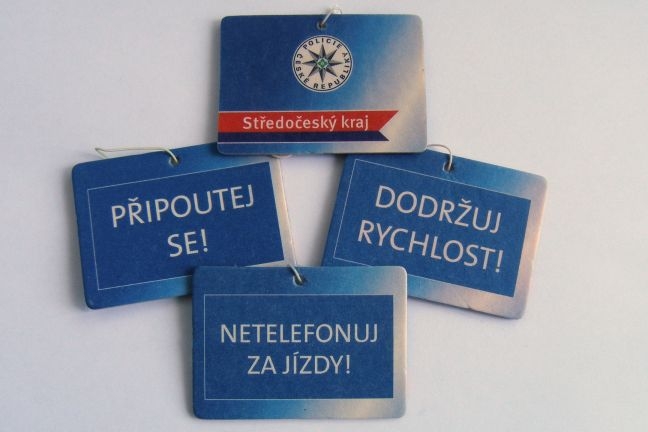 POLICIE
ČESKÉ REPUBLIKY
Středočeský kraj
PŘIPOUTEJ
SE!
DODRŽUJ
RYCHLOST!
NETELEFONUJ
ZA JÍZDY!